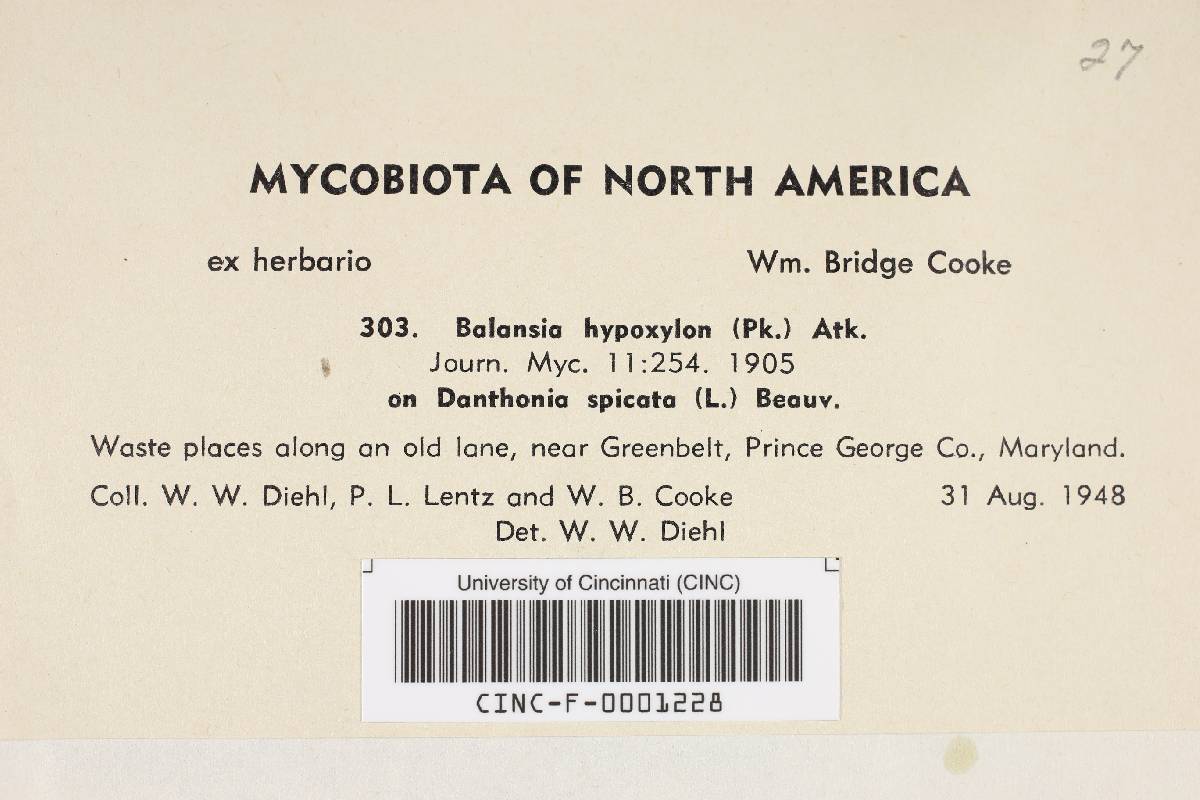 27
MYCOBIOTA OF NORTH AMERICA
ex herbario Wm. Bridge Cooke
303. Balansia hypoxylon (Pk.) Atk.
Journ. Myc. 11:254. 1905
on Danthonia spicata (L.) Beauv.
Waste places along an old lane, near Greenbelt, Prince George Co., Maryland.
Coll. W. W. Diehl, P. L. Lentz and W. B. Cooke 31 Aug. 1948
Det. W. W. Diehl
University of Cincinnati (CINC)
CINC-F-0001228